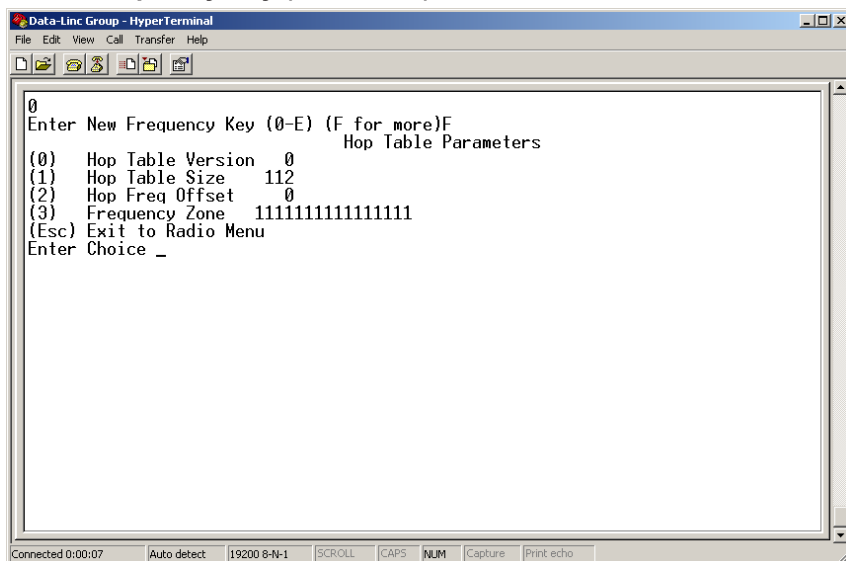 Data-Linc Group - HyperTerminal
File Edit View Call Transfer Help
0
Enter New Frequency Key (0-E) (F for more)F
Hop Table Parameters
(0) Hop Table Version 0
(1) Hop Table Size 112
(2) Hop Freq Offset 0
(3) Frequency Zone 1111111111111111
(Esc) Exit to Radio Menu
Enter Choice _
Connected 0:00:07 Auto detect 19200 8-N-1 SCROLL CAPS NUM Capture Print echo